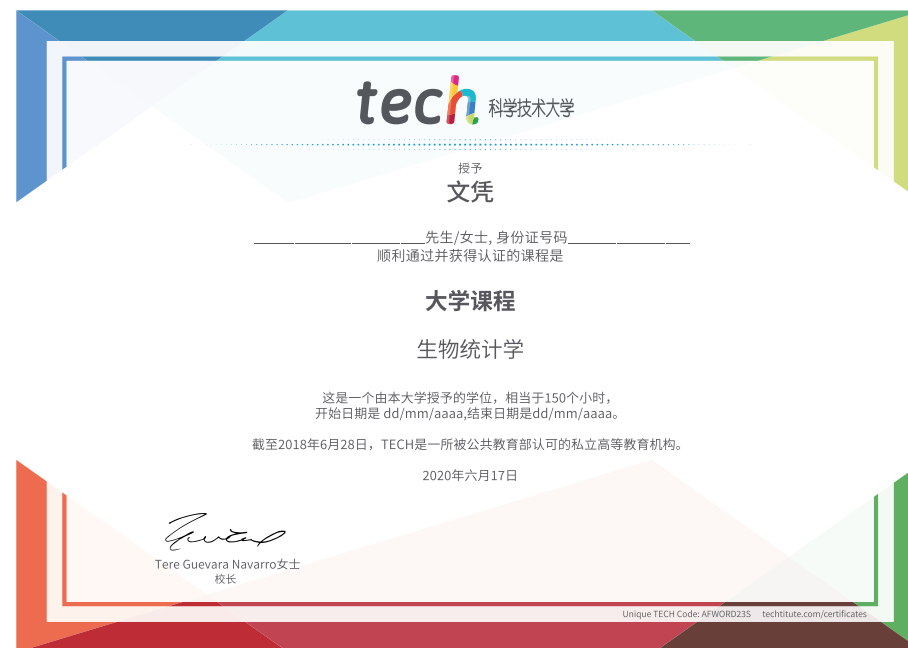 tech 科学技术大学
授予
文凭
______________________先生/女士, 身份证号码________________
顺利通过并获得认证的课程是
大学课程
生物统计学
这是一个由本大学授予的学位，相当于150个小时，
开始日期是 dd/mm/aaaa,结束日期是dd/mm/aaaa。
截至2018年6月28日，TECH是一所被公共教育部认可的私立高等教育机构。
2020年六月17日
Tere Guevara Navarro女士
校长
Unique TECH Code: AFWORD23S techtitute.com/certificates